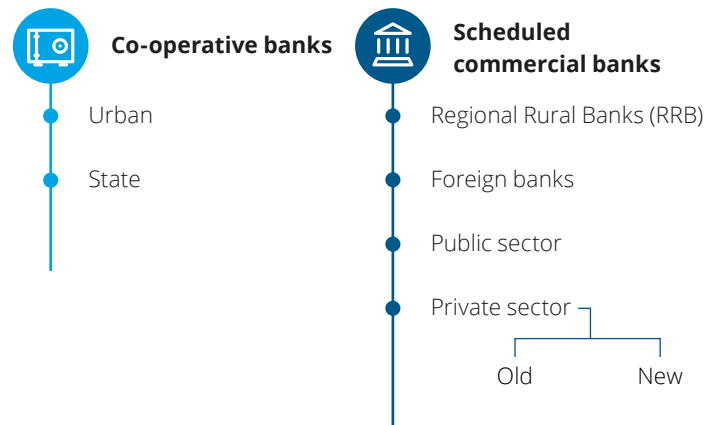 Co-operative banks
Urban
State
Scheduled
commercial banks
Regional Rural Banks (RRB)
Foreign banks
Public sector
Private sector
Old
New